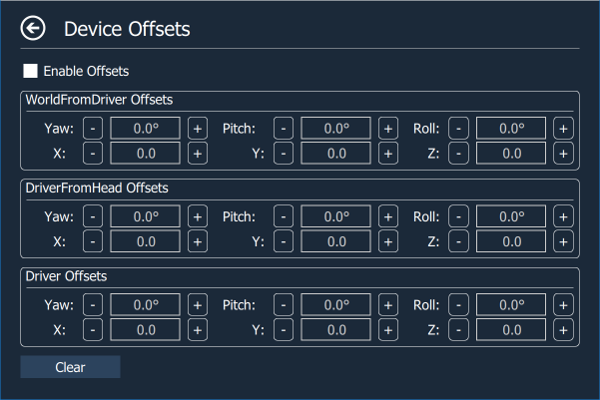 Device Offsets
Enable Offsets
WorldFromDriver Offsets
Yaw: - 0.0° + Pitch: - 0.0° + Roll: - 0.0° +
X: - 0.0 + Y: - 0.0 + Z: - 0.0 +
DriverFromHead Offsets
Yaw: - 0.0° + Pitch: - 0.0° + Roll: - 0.0° +
X: - 0.0 + Y: - 0.0 + Z: - 0.0 +
Driver Offsets
Yaw: - 0.0° + Pitch: - 0.0° + Roll: - 0.0° +
X: - 0.0 + Y: - 0.0 + Z: - 0.0 +
Clear